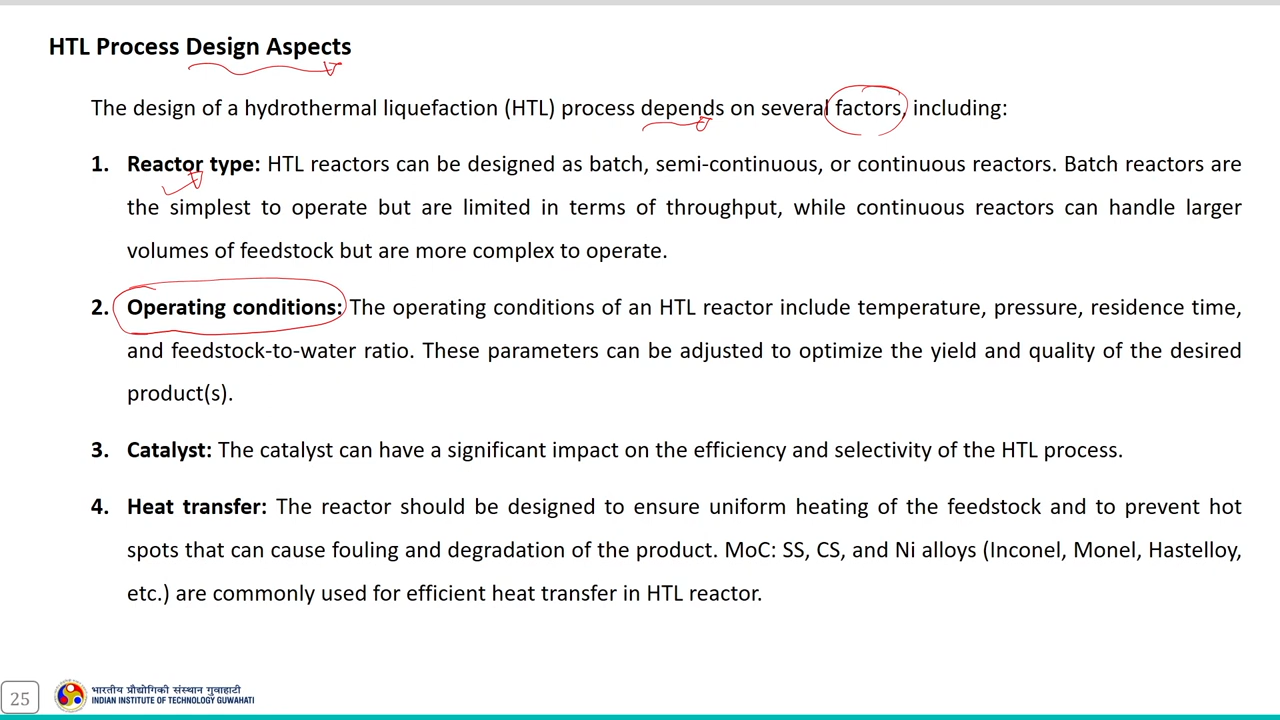 HTL Process Design Aspects
The design of a hydrothermal liquefaction (HTL) process depends on several factors, including:
1. Reactor type: HTL reactors can be designed as batch, semi-continuous, or continuous reactors. Batch reactors are
the simplest to operate but are limited in terms of throughput, while continuous reactors can handle larger
volumes of feedstock but are more complex to operate.
2. Operating conditions: The operating conditions of an HTL reactor include temperature, pressure, residence time,
and feedstock-to-water ratio. These parameters can be adjusted to optimize the yield and quality of the desired
product(s).
3. Catalyst: The catalyst can have a significant impact on the efficiency and selectivity of the HTL process.
4. Heat transfer: The reactor should be designed to ensure uniform heating of the feedstock and to prevent hot
spots that can cause fouling and degradation of the product. MoC: SS, CS, and Ni alloys (Inconel, Monel, Hastelloy,
etc.) are commonly used for efficient heat transfer in HTL reactor.
25
भारतीय प्रौद्योगिकी संस्थान गुवाहाटी
INDIAN INSTITUTE OF TECHNOLOGY GUWAHATI